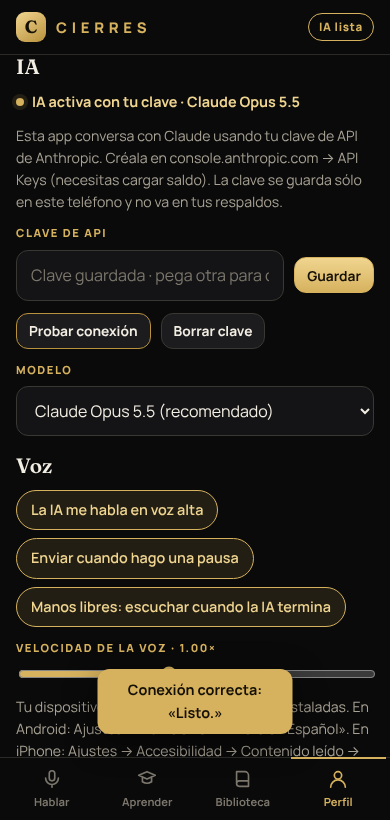 C CIERRES IA lista
IA
IA activa con tu clave · Claude Opus 5.5
Esta app conversa con Claude usando tu clave de API
de Anthropic. Créala en console.anthropic.com → API
Keys (necesitas cargar saldo). La clave se guarda sólo
en este teléfono y no va en tus respaldos.
CLAVE DE API
Clave guardada · pega otra para c
Guardar
Probar conexión Borrar clave
MODELO
Claude Opus 5.5 (recomendado)
Voz
La IA me habla en voz alta
Enviar cuando hago una pausa
Manos libres: escuchar cuando la IA termina
VELOCIDAD DE LA VOZ · 1.00×
Conexión correcta:
«Listo.»
Tu En
Android: Español». En
iPhone: Ajustes → Accesibilidad → Contenido leído →
Hablar Aprender Biblioteca Perfil